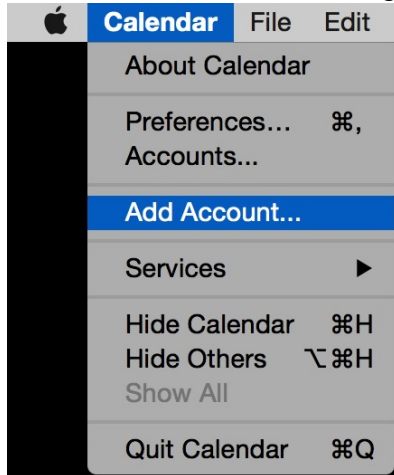 Calendar File Edit
About Calendar
Preferences... ⌘,
Accounts...
Add Account...
Services ▶
Hide Calendar ⌘H
Hide Others ⌥⌘H
Show All
Quit Calendar ⌘Q